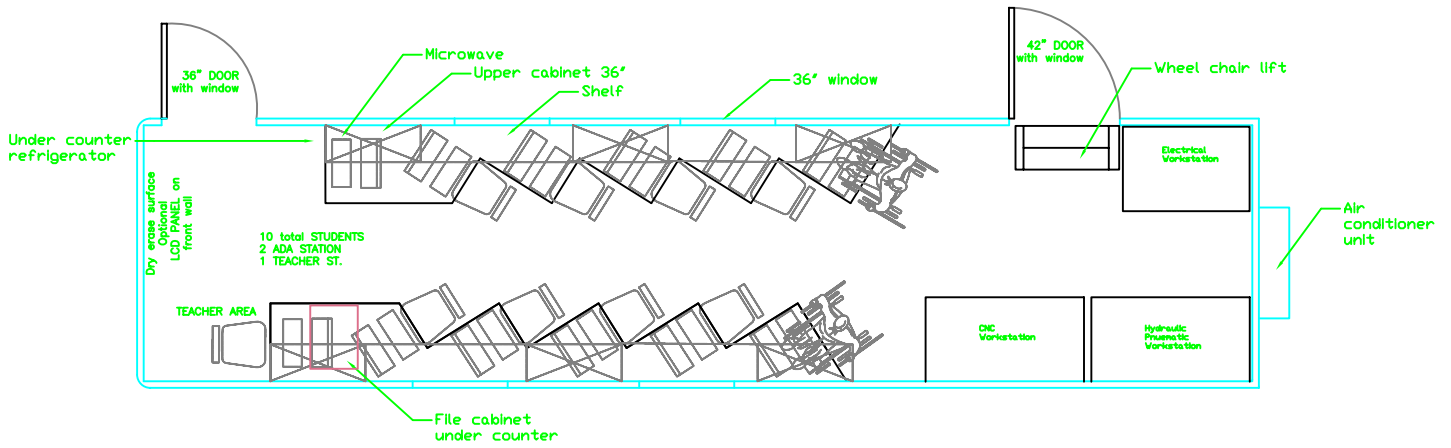 36" DOOR
with window
Microwave
Upper cabinet 36"
Shelf
36" window
42" DOOR
with window
Wheel chair lift
Under counter
refrigerator
Electrical
Workstation
Dry erase surface
Optional
LCD PANEL on
front wall
10 total STUDENTS
2 ADA STATION
1 TEACHER ST.
Air
conditioner
unit
TEACHER AREA
CNC
Workstation
Hydraulic
Pnuematic
Workstation
File cabinet
under counter